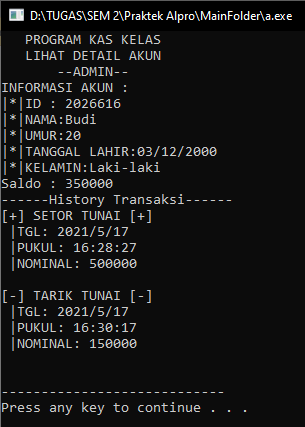 D:\TUGAS\SEM 2\Praktek Alpro\MainFolder\a.exe
PROGRAM KAS KELAS
LIHAT DETAIL AKUN
--ADMIN--
INFORMASI AKUN :
|*|ID : 2026616
|*|NAMA:Budi
|*|UMUR:20
|*|TANGGAL LAHIR:03/12/2000
|*|KELAMIN:Laki-laki
Saldo : 350000
------History Transaksi------
[+] SETOR TUNAI [+]
|TGL: 2021/5/17
|PUKUL: 16:28:27
|NOMINAL: 500000
[-] TARIK TUNAI [-]
|TGL: 2021/5/17
|PUKUL: 16:30:17
|NOMINAL: 150000
----------------------------
Press any key to continue . . .